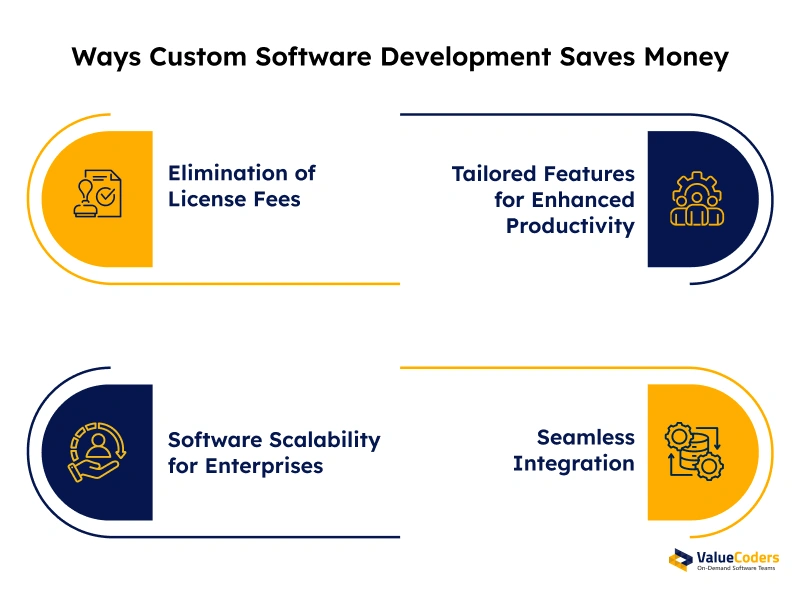 Ways Custom Software Development Saves Money
Elimination of
License Fees
Tailored Features
for Enhanced
Productivity
Software Scalability
for Enterprises
Seamless
Integration
ValueCoders
On-Demand Software Teams